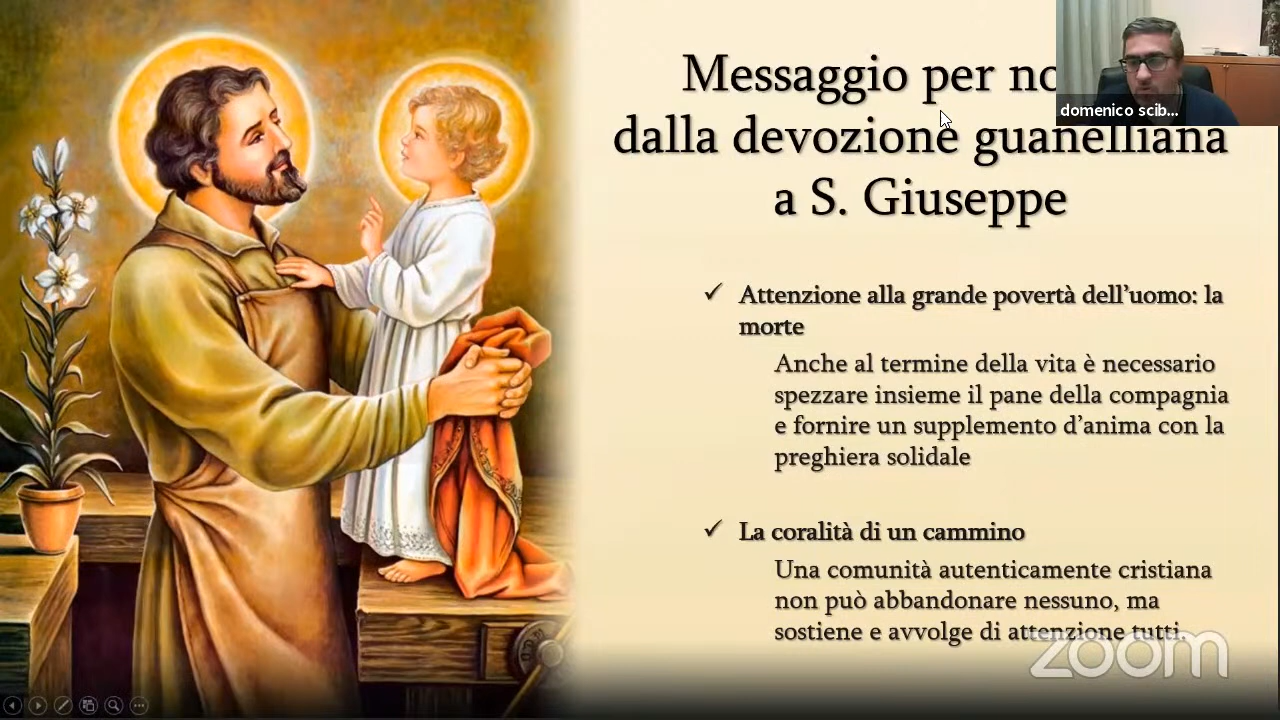 Messaggio per no
dalla devozione guanelliana
a S. Giuseppe
domenico scib...
✓ Attenzione alla grande povertà dell'uomo: la
morte
Anche al termine della vita è necessario
spezzare insieme il pane della compagnia
e fornire un supplemento d'anima con la
preghiera solidale
✓ La coralità di un cammino
Una comunità autenticamente cristiana
non può abbandonare nessuno, ma
sostiene e avvolge di attenzione tutti.
zoom